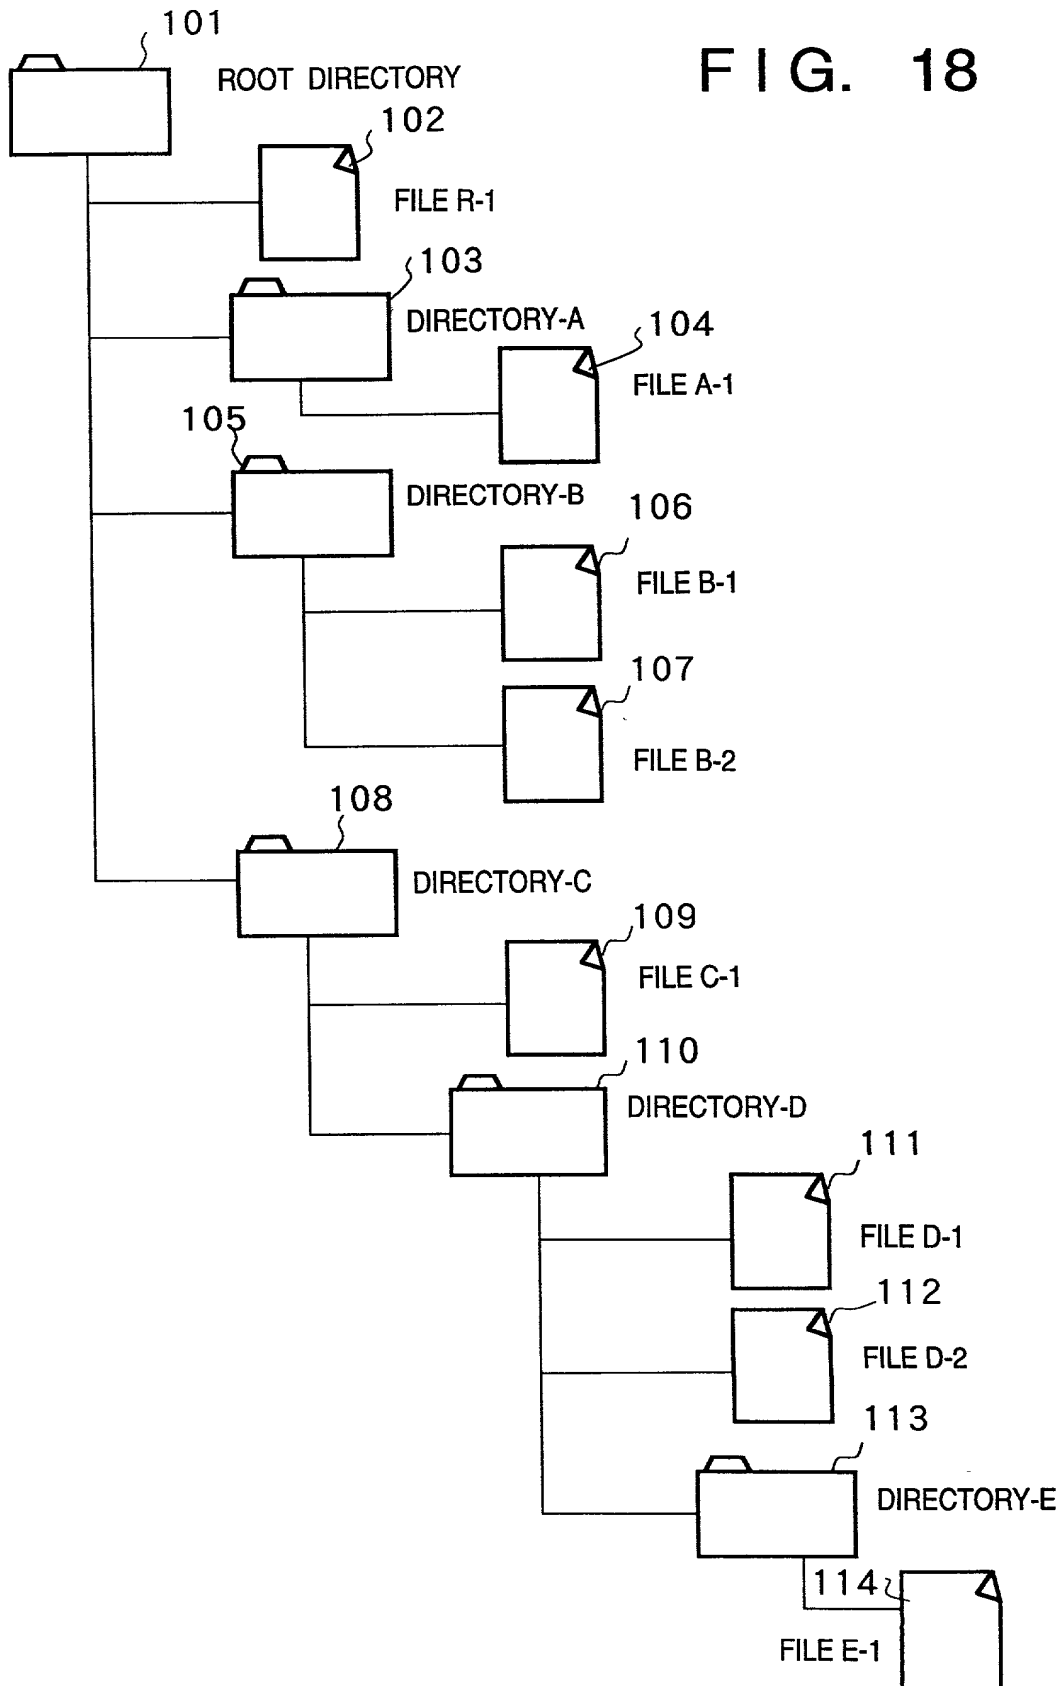 101
FIG. 18
ROOT DIRECTORY
102
FILE R-1
103
DIRECTORY-A
104
FILE A-1
105
DIRECTORY-B
106
FILE B-1
107
FILE B-2
108
DIRECTORY-C
109
FILE C-1
110
DIRECTORY-D
111
FILE D-1
112
FILE D-2
113
DIRECTORY-E
114
FILE E-1